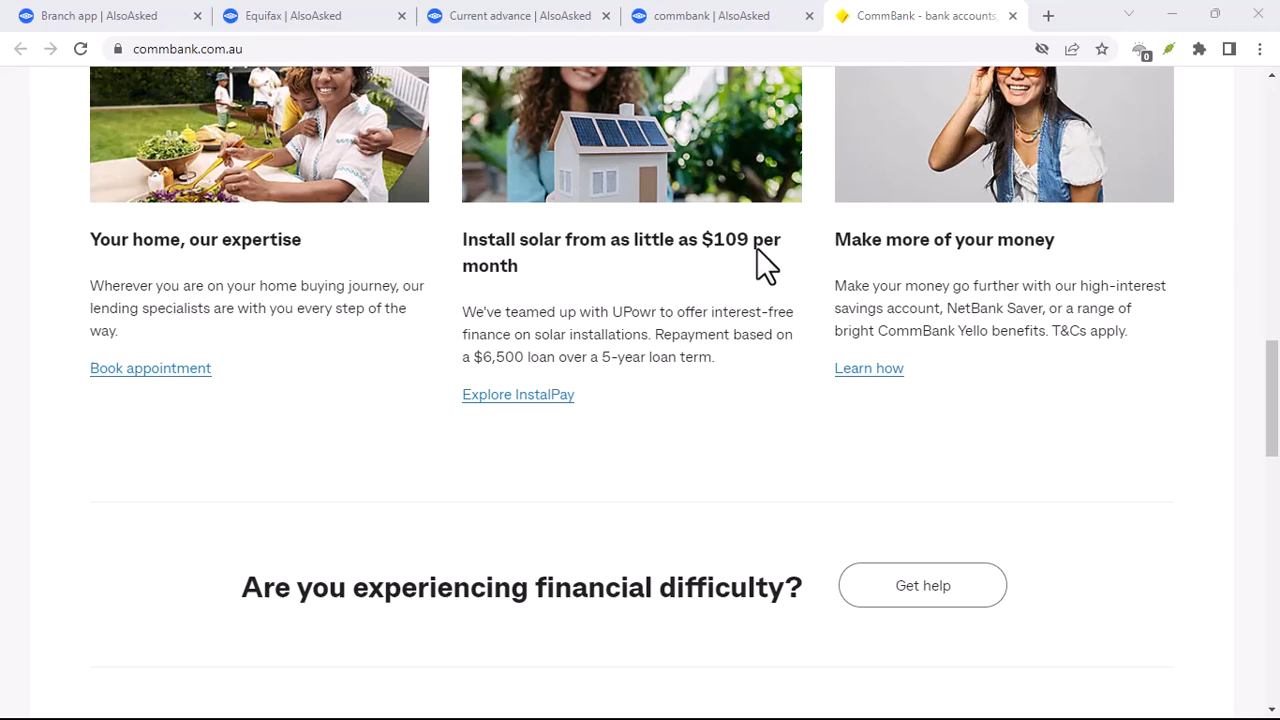 Branch app | AlsoAsked
Equifax | AlsoAsked
Current advance | AlsoAsked
commbank | AlsoAsked
CommBank - bank accounts,
commbank.com.au
0
Your home, our expertise
Wherever you are on your home buying journey, our
lending specialists are with you every step of the
way.
Book appointment
Install solar from as little as $109 per
month
We've teamed up with UPowr to offer interest-free
finance on solar installations. Repayment based on
a $6,500 loan over a 5-year loan term.
Explore InstalPay
Make more of your money
Make your money go further with our high-interest
savings account, NetBank Saver, or a range of
bright CommBank Yello benefits. T&Cs apply.
Learn how
Are you experiencing financial difficulty?
Get help